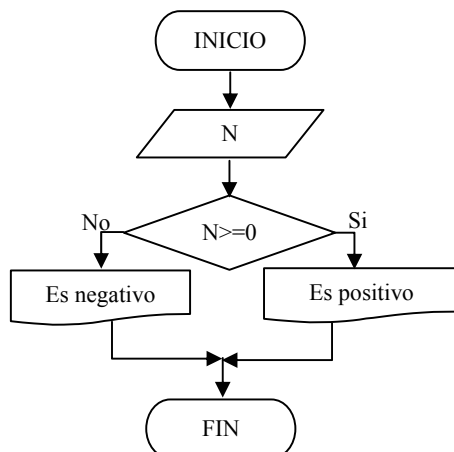 INICIO
N
No
N>=0
Si
Es negativo
Es positivo
FIN